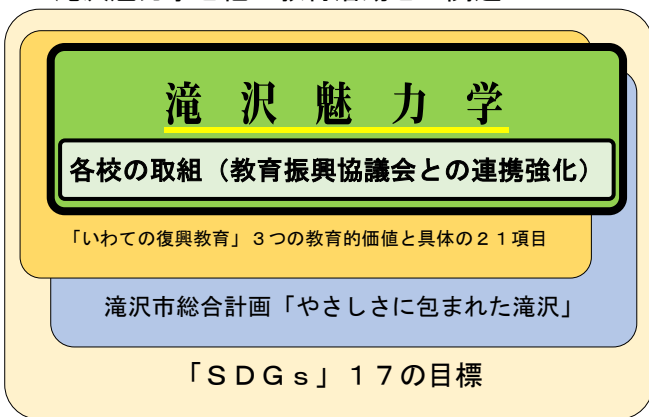 滝沢魅力学
各校の取組（教育振興協議会との連携強化）
「いわての復興教育」３つの教育的価値と具体の２１項目
滝沢市総合計画「やさしさに包まれた滝沢」
「ＳＤＧｓ」１７の目標